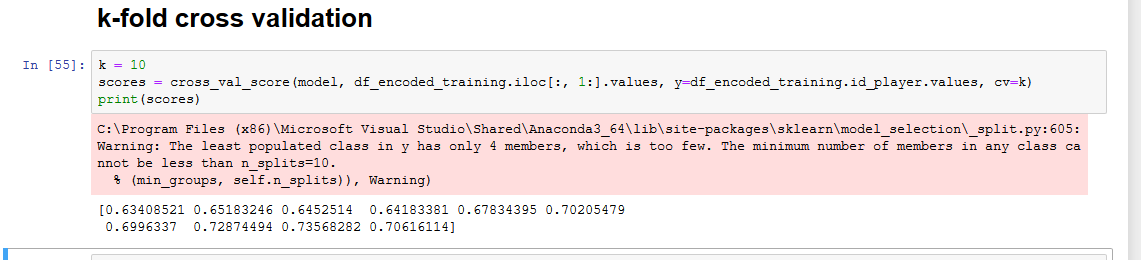 k-fold cross validation
In [55]: k = 10
scores = cross_val_score(model, df_encoded_training.iloc[:, 1:].values, y=df_encoded_training.id_player.values, cv=k)
print(scores)
C:\Program Files (x86)\Microsoft Visual Studio\Shared\Anaconda3_64\lib\site-packages\sklearn\model_selection\_split.py:605:
Warning: The least populated class in y has only 4 members, which is too few. The minimum number of members in any class ca
nnot be less than n_splits=10.
% (min_groups, self.n_splits)), Warning)
[0.63408521 0.65183246 0.6452514  0.64183381 0.67834395 0.70205479
0.6996337  0.72874494 0.73568282 0.70616114]